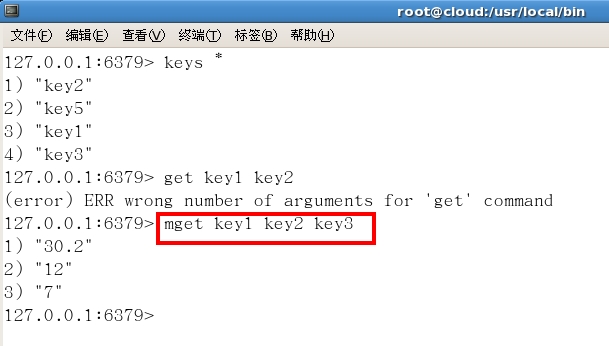 root@cloud:/usr/local/bin
文件(F) 编辑(E) 查看(V) 终端(T) 标签(B) 帮助(H)
127.0.0.1:6379> keys *
1) "key2"
2) "key5"
3) "key1"
4) "key3"
127.0.0.1:6379> get key1 key2
(error) ERR wrong number of arguments for 'get' command
127.0.0.1:6379> mget key1 key2 key3
1) "30.2"
2) "12"
3) "7"
127.0.0.1:6379>